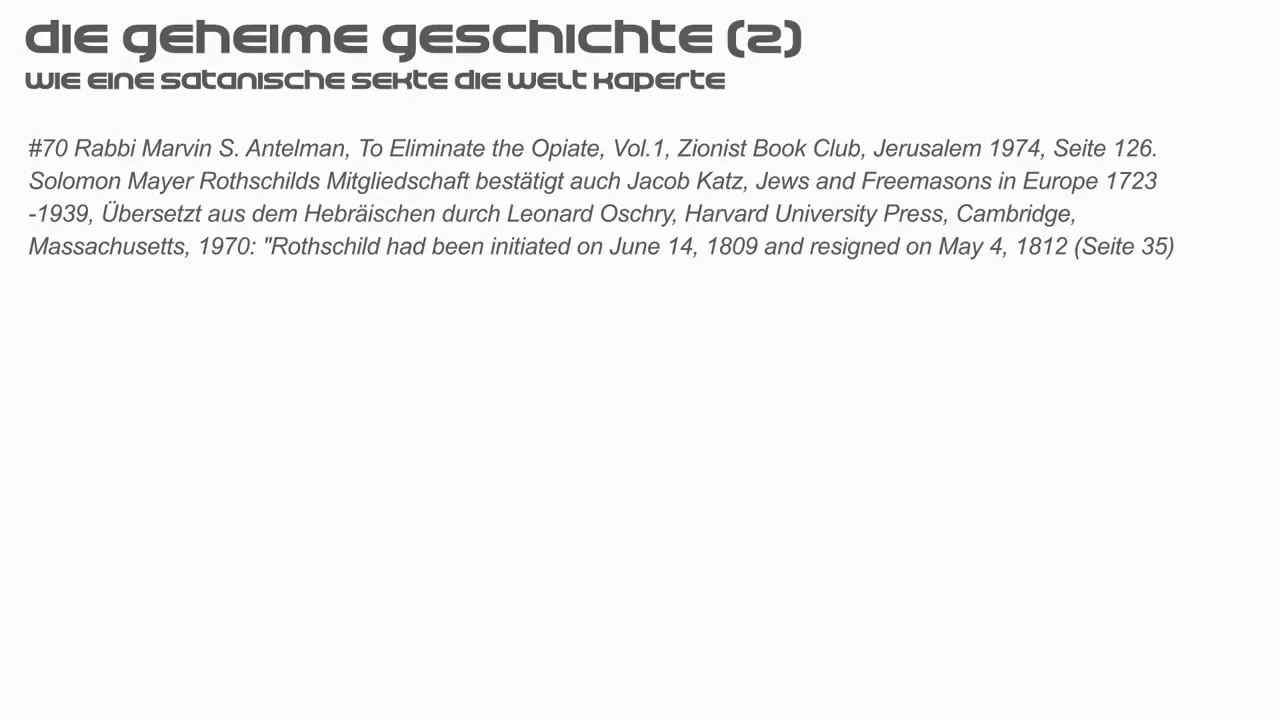 die geheime geschichte (2)
wie eine satanische sekte die welt kaperte
#70 Rabbi Marvin S. Antelman, To Eliminate the Opiate, Vol.1, Zionist Book Club, Jerusalem 1974, Seite 126.
Solomon Mayer Rothschilds Mitgliedschaft bestätigt auch Jacob Katz, Jews and Freemasons in Europe 1723
-1939, Übersetzt aus dem Hebräischen durch Leonard Oschry, Harvard University Press, Cambridge,
Massachusetts, 1970: "Rothschild had been initiated on June 14, 1809 and resigned on May 4, 1812 (Seite 35)